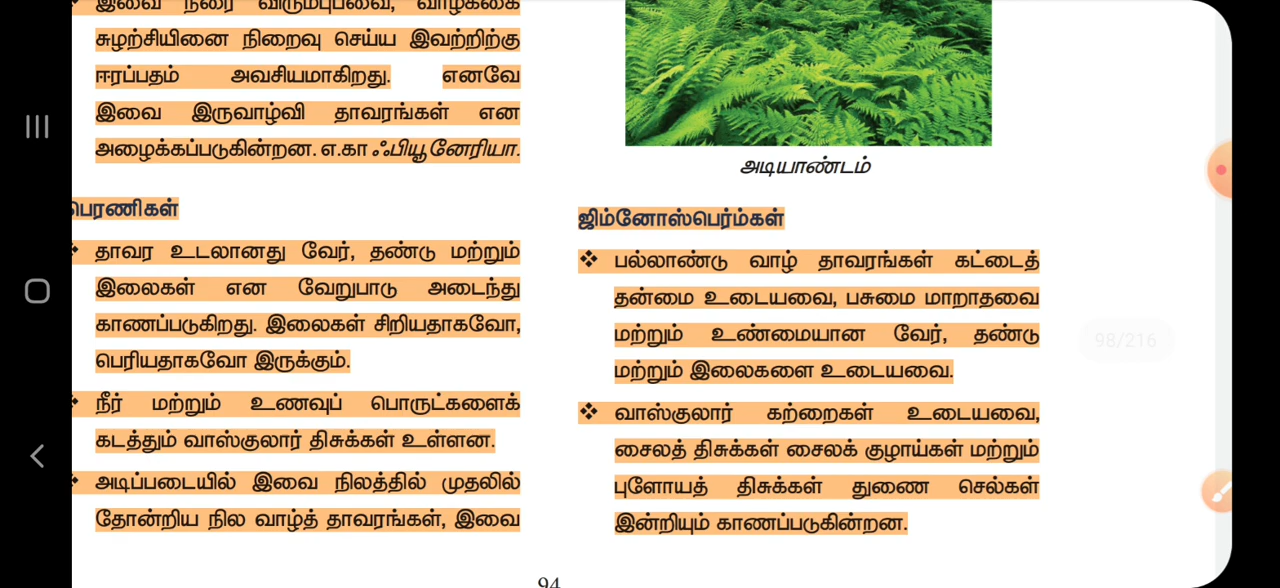 இவை நீரை விரும்புபவை, வாழ்க்கை
சுழற்சியினை நிறைவு செய்ய இவற்றிற்கு
ஈரப்பதம் அவசியமாகிறது. எனவே
இவை இருவாழ்வி தாவரங்கள் என
அழைக்கப்படுகின்றன. எ.கா ஃபியூனேரியா.
பெரணிகள்
தாவர உடலானது வேர், தண்டு மற்றும்
இலைகள் என வேறுபாடு அடைந்து
காணப்படுகிறது. இலைகள் சிறியதாகவோ,
பெரியதாகவோ இருக்கும்.
நீர் மற்றும் உணவுப் பொருட்களைக்
கடத்தும் வாஸ்குலார் திசுக்கள் உள்ளன.
அடிப்படையில் இவை நிலத்தில் முதலில்
தோன்றிய நில வாழ்த் தாவரங்கள், இவை
அடியாண்டம்
ஜிம்னோஸ்பெர்ம்கள்
❖ பல்லாண்டு வாழ் தாவரங்கள் கட்டைத்
தன்மை உடையவை, பசுமை மாறாதவை
மற்றும் உண்மையான வேர், தண்டு
மற்றும் இலைகளை உடையவை.
❖ வாஸ்குலார் கற்றைகள் உடையவை,
சைலத் திசுக்கள் சைலக் குழாய்கள் மற்றும்
புளோயத் திசுக்கள் துணை செல்கள்
இன்றியும் காணப்படுகின்றன.
98/216
94